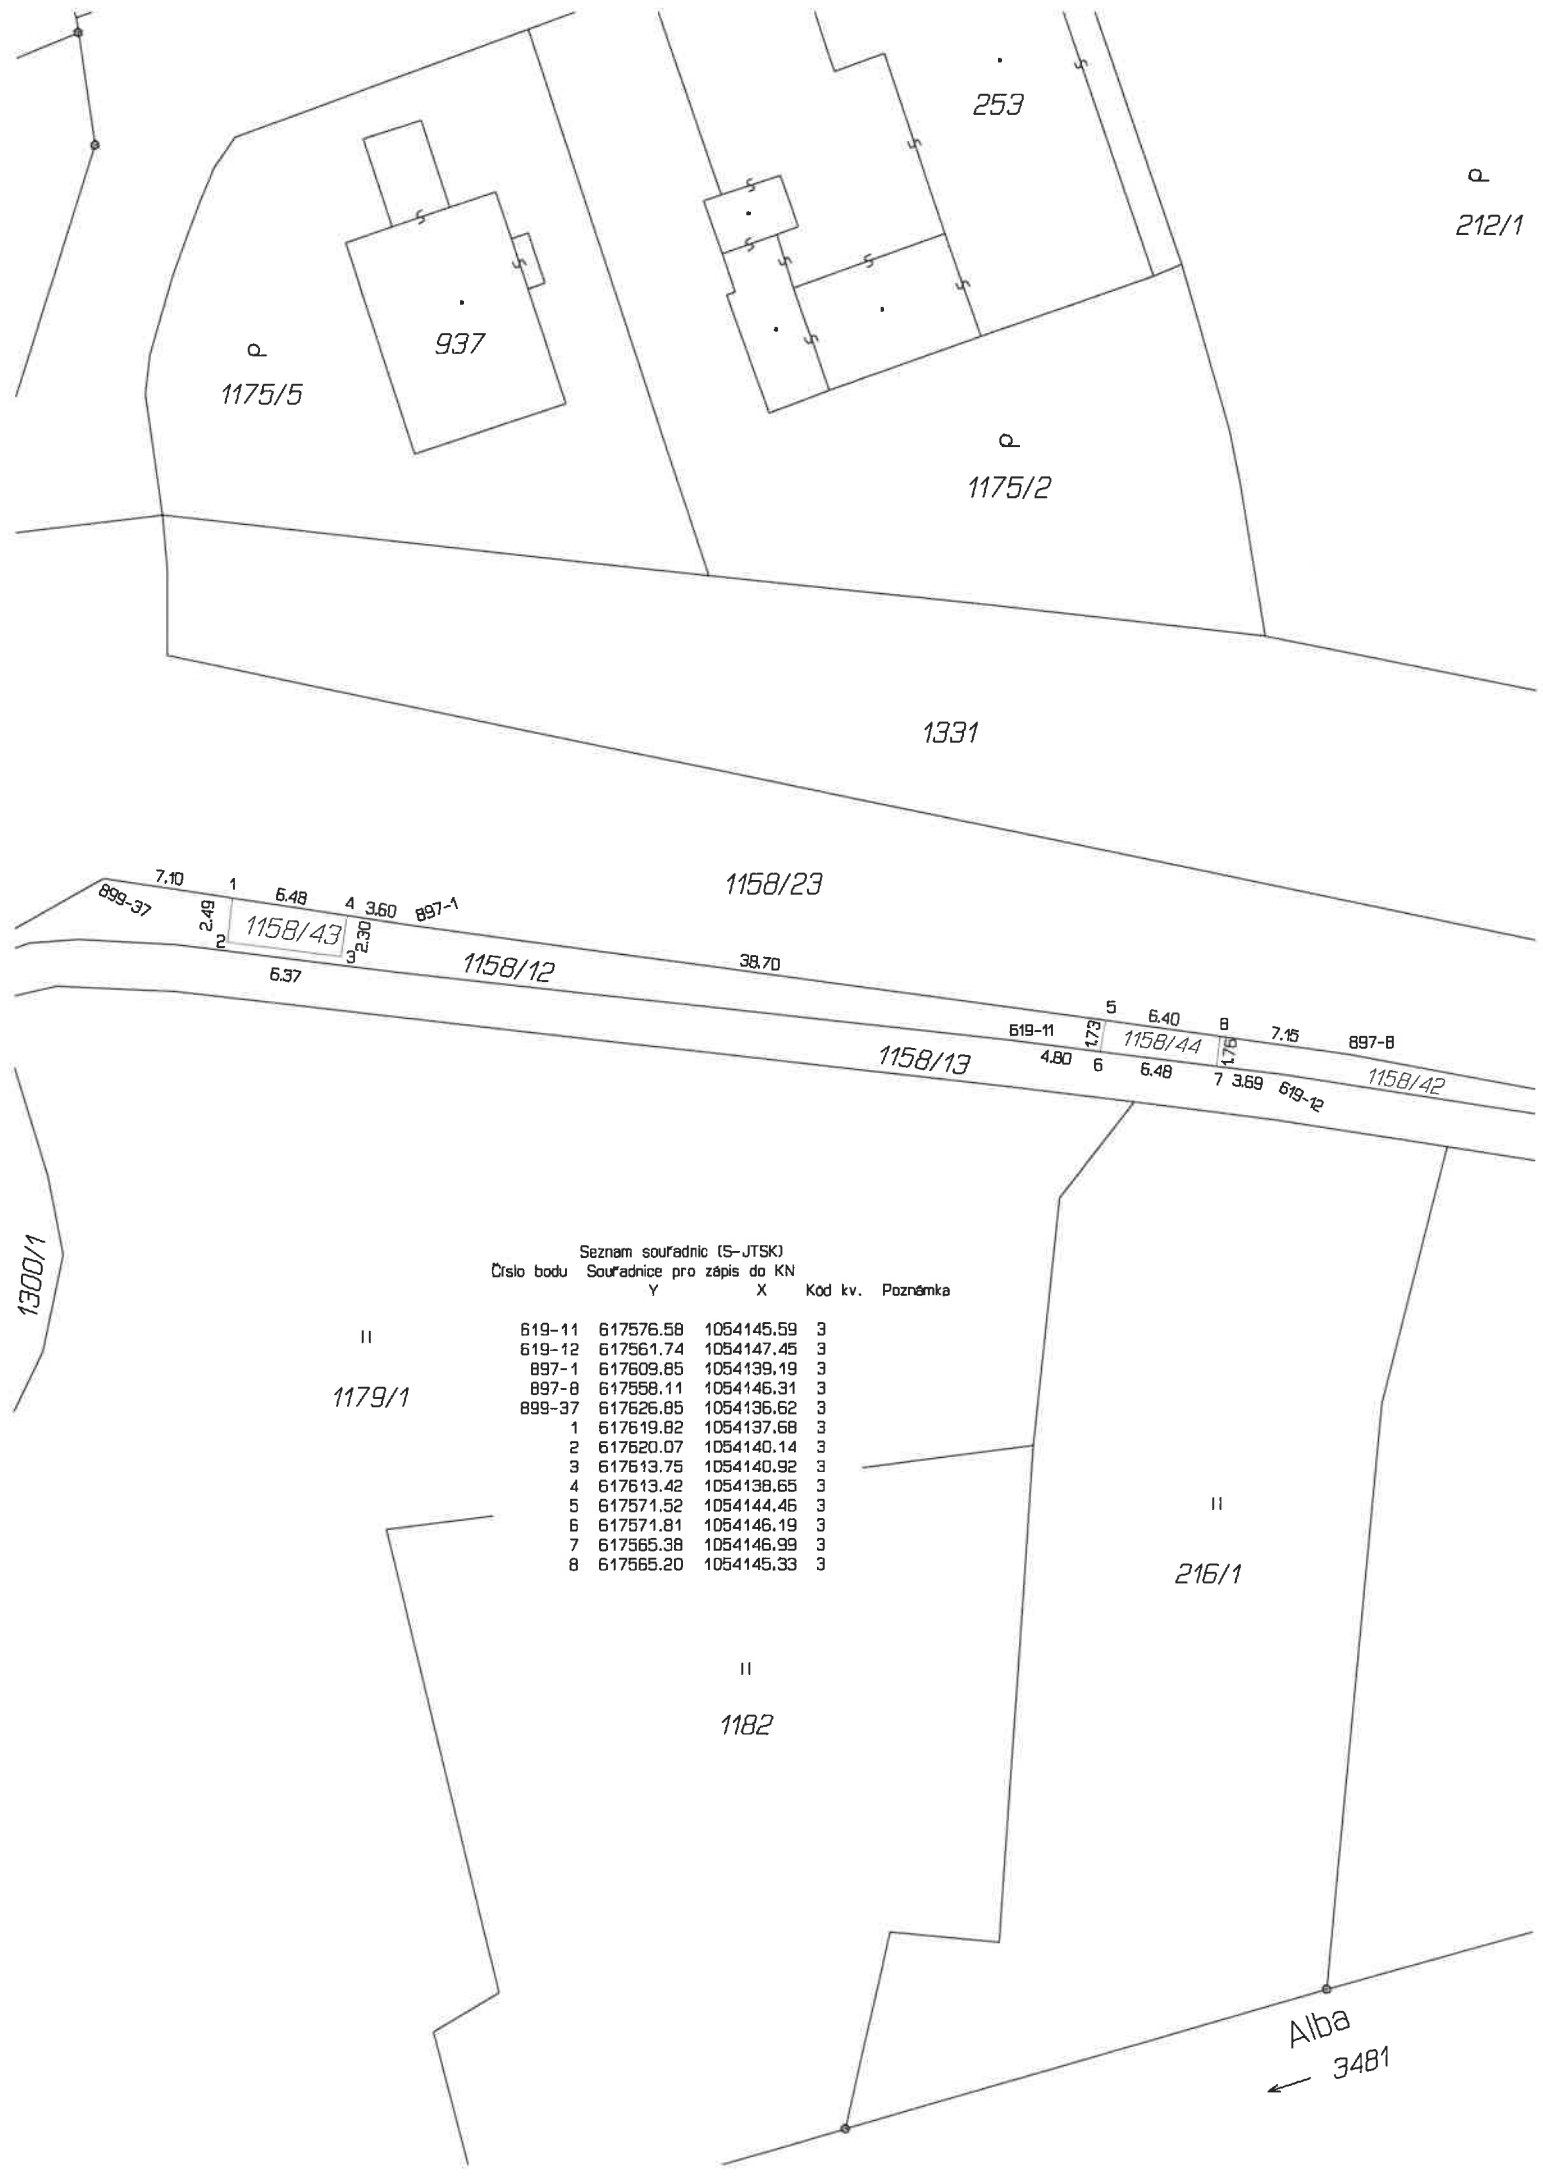 253
212/1
937
1175/5
1175/2
1331
1158/23
7.10
1
6.48
4
3.60
897-1
899-37
2.49
1158/43
2.30
2
3
6.37
1158/12
38.70
5
6.40
8
7.15
897-8
619-11
1.73
1158/44
1.76
1158/13
4.80
6
6.48
7
3.69
619-12
1158/42
1300/1
Seznam souřadnic (S-JTSK)
Číslo bodu Souřadnice pro zápis do KN
Y X Kód kv. Poznámka
619-11 617576.58 1054145.59 3
619-12 617561.74 1054147.45 3
897-1 617609.85 1054139.19 3
897-8 617558.11 1054146.31 3
899-37 617626.85 1054136.62 3
1 617619.82 1054137.68 3
2 617620.07 1054140.14 3
3 617613.75 1054140.92 3
4 617613.42 1054138.65 3
5 617571.52 1054144.46 3
6 617571.81 1054146.19 3
7 617565.38 1054146.99 3
8 617565.20 1054145.33 3
1179/1
216/1
1182
Alba
3481